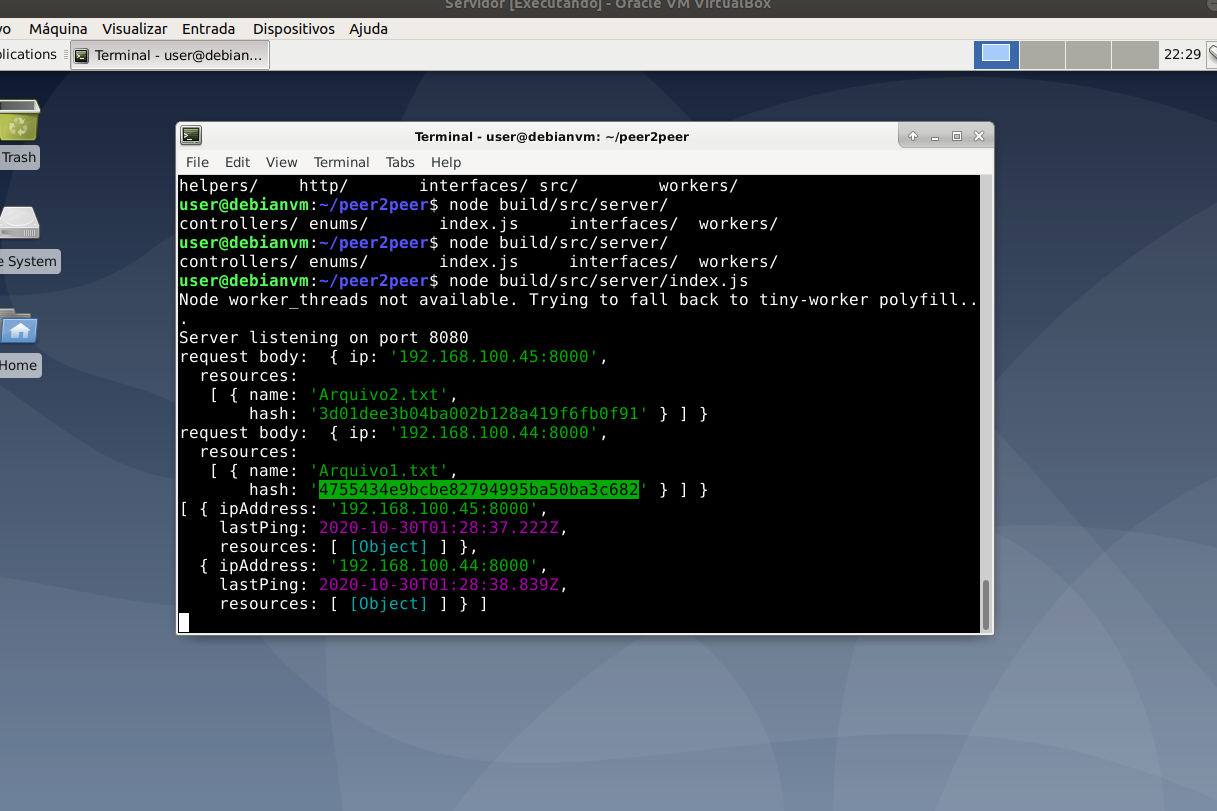 Servidor [Executando] - Oracle VM VirtualBox
Máquina Visualizar Entrada Dispositivos Ajuda
Terminal - user@debian... 22:29
Trash
System
Home
Terminal - user@debianvm: ~/peer2peer
File Edit View Terminal Tabs Help
helpers/ http/ interfaces/ src/ workers/
user@debianvm:~/peer2peer$ node build/src/server/
controllers/ enums/ index.js interfaces/ workers/
user@debianvm:~/peer2peer$ node build/src/server/
controllers/ enums/ index.js interfaces/ workers/
user@debianvm:~/peer2peer$ node build/src/server/index.js
Node worker_threads not available. Trying to fall back to tiny-worker polyfill..
.
Server listening on port 8080
request body: { ip: '192.168.100.45:8000',
resources:
[ { name: 'Arquivo2.txt',
hash: '3d01dee3b04ba002b128a419f6fb0f91' } ] }
request body: { ip: '192.168.100.44:8000',
resources:
[ { name: 'Arquivo1.txt',
hash: '4755434e9bcbe82794995ba50ba3c682' } ] }
[ { ipAddress: '192.168.100.45:8000',
lastPing: 2020-10-30T01:28:37.222Z,
resources: [ [Object] ] },
{ ipAddress: '192.168.100.44:8000',
lastPing: 2020-10-30T01:28:38.839Z,
resources: [ [Object] ] } ]